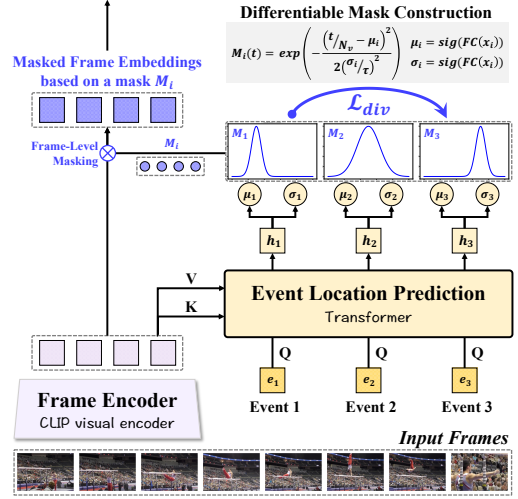 Differentiable Mask Construction
M_i(t) = exp(-(t/N_v - μ_i)^2 / 2(σ_i/τ)^2) μ_i = sig(FC(x_i))
σ_i = sig(FC(x_i))
Masked Frame Embeddings
based on a mask M_i
ℒ_div
Frame-Level
Masking
M_i
M_1 M_2 M_3
μ_1 σ_1 μ_2 σ_2 μ_3 σ_3
h_1 h_2 h_3
V
K
Event Location Prediction
Transformer
Q Q Q
e_1 e_2 e_3
Event 1 Event 2 Event 3
Frame Encoder
CLIP visual encoder
Input Frames